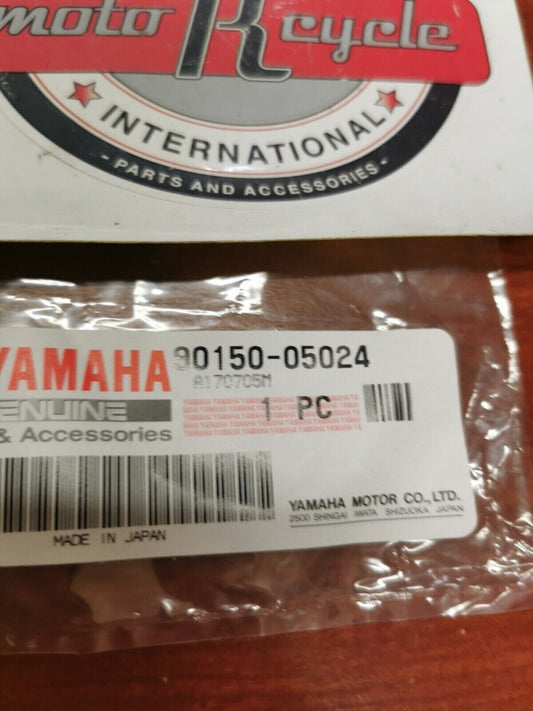 moto R cycle
INTERNATIONAL
- PARTS AND ACCESSORIES -
YAMAHA
90150-05024
A170705M
1 PC
ENUINE
& Accessories
MADE IN JAPAN
YAMAHA MOTOR CO.,LTD.
2500 SHINGAI IWATA SHIZUOKA JAPAN